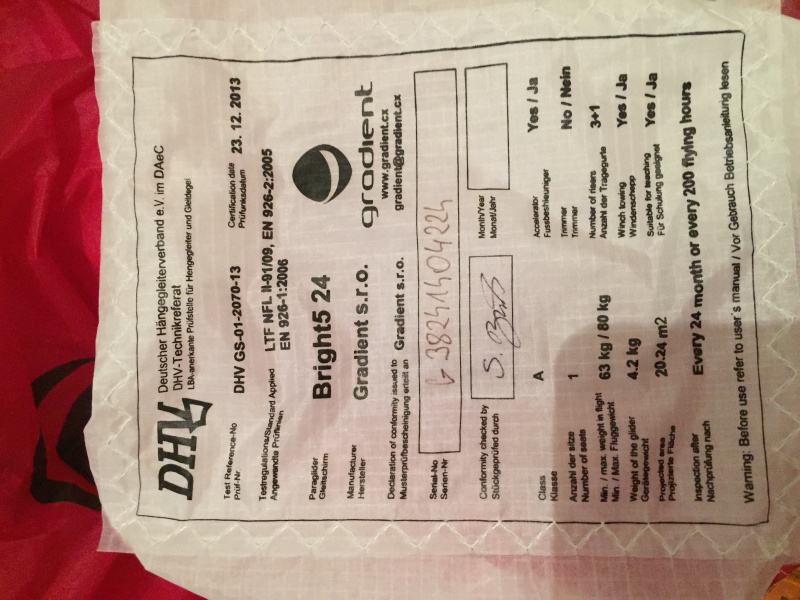 DHV
Deutscher Hängegleiterverband e.V. im DAeC
DHV-Technikreferat
LBA-anerkannte Prüfstelle für Hängegleiter und Gleitsegel
Test Reference-No
Prüf-Nr
DHV GS-01-2070-13
Certification date
Prüfunksdatum
23. 12. 2013
Testregulations/Standard Applied
Angewandte Prüfferien
LTF NFL II-91/09, EN 926-2:2005
EN 926-1:2006
Paraglider
Gleitschirm
Bright5 24
Manufacturer
Hersteller
Gradient s.r.o.
gradient
www.gradient.cx
gradient@gradient.cx
Declaration of conformity issued to
Musterprüfbescheinigung erteilt an
Gradient s.r.o.
Serial-No
Serien-Nr
G 38241404224
Conformity checked by
Stückgeprüfed durch
S.
Month/Year
Monat/Jahr
Class
Klasse
A
Accelerator
Fussbeshleuniger
Yes / Ja
Anzahl der sitze
Number of seats
1
Trimmer
Trimmer
No / Nein
Min. / max. weight in flight
Min. / Max. Fluggewicht
63 kg / 80 kg
Number of risers
Anzahl der Tragegurte
3+1
Weight of the glider
Gerätegewicht
4.2 kg
Winch towing
Windenschepp
Yes / Ja
Projected area
Projizierte Fläche
20.24 m2
Suitable for teaching
Für Schulung geeignet
Yes / Ja
Inspection after
Nachprüfung nach
Every 24 month or every 200 flying hours
Warning: Before use refer to user´s manual / Vor Gebrauch Betriebsanleitung lesen